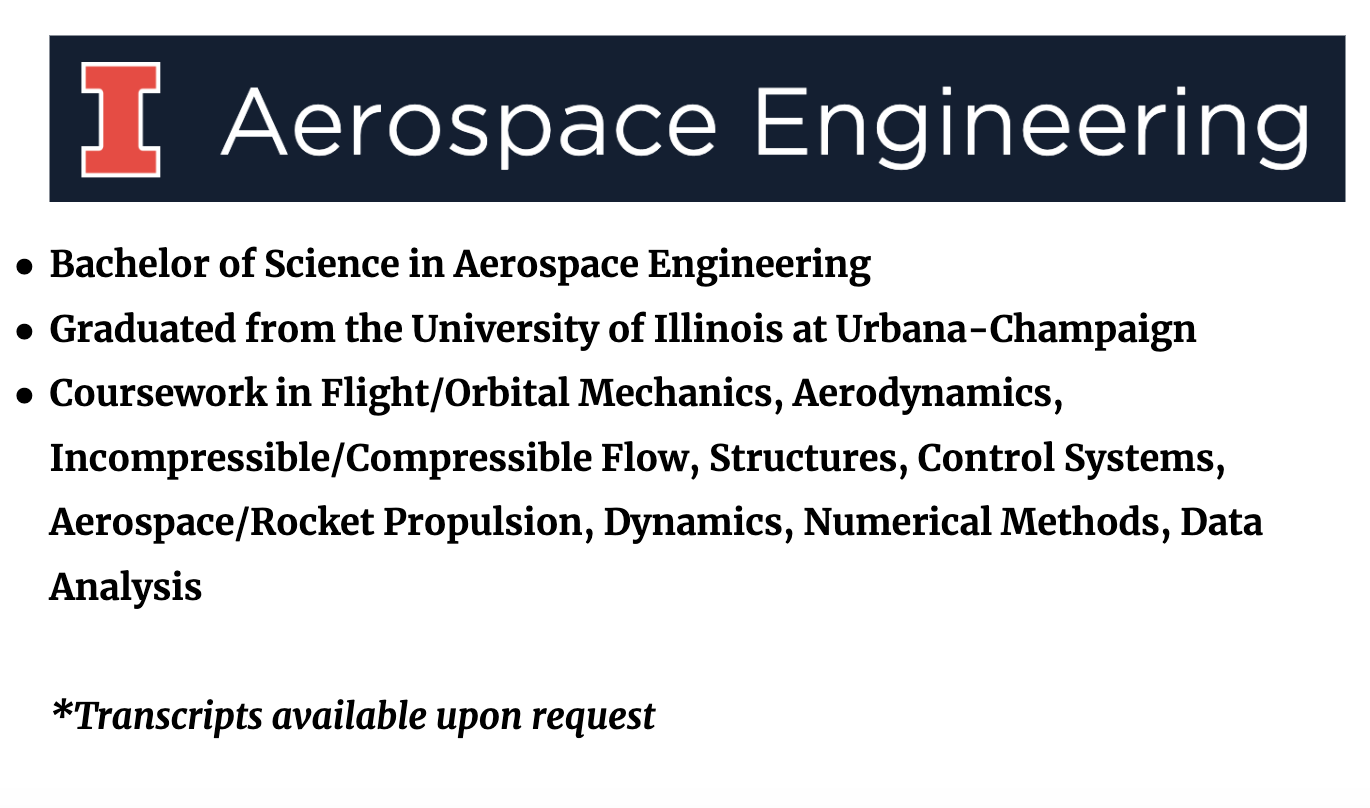 I Aerospace Engineering
• Bachelor of Science in Aerospace Engineering
• Graduated from the University of Illinois at Urbana-Champaign
• Coursework in Flight/Orbital Mechanics, Aerodynamics,
Incompressible/Compressible Flow, Structures, Control Systems,
Aerospace/Rocket Propulsion, Dynamics, Numerical Methods, Data
Analysis
*Transcripts available upon request